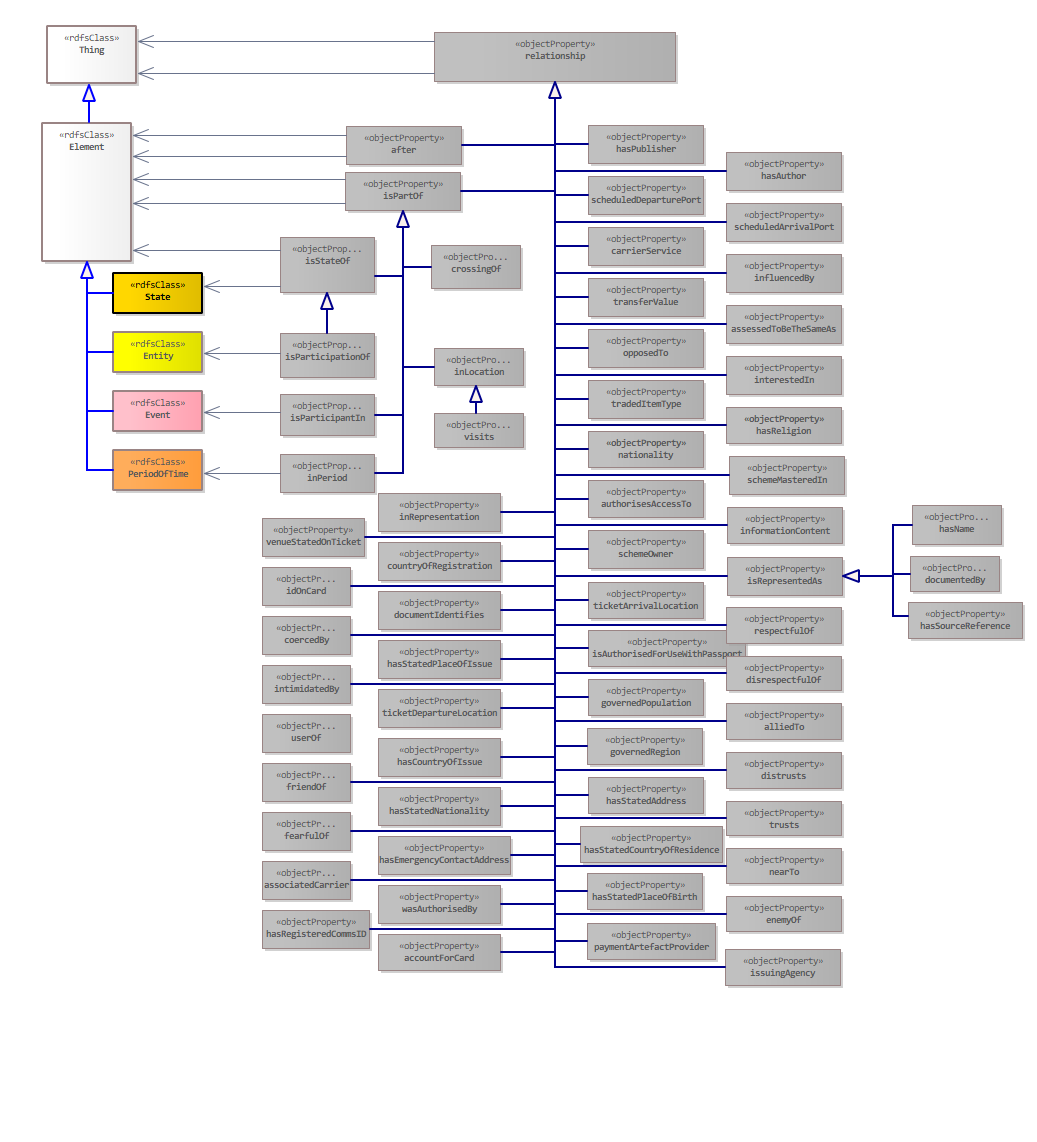 «rdfsClass»
Thing
«objectProperty»
relationship
«rdfsClass»
Element
«objectProperty»
after
«objectProperty»
isPartOf
«objectProp...
isStateOf
«objectPro...
crossingOf
«rdfsClass»
State
«rdfsClass»
Entity
«objectProp...
isParticipationOf
«objectPro...
inLocation
«rdfsClass»
Event
«objectProp...
isParticipantIn
«objectPro...
visits
«rdfsClass»
PeriodOfTime
«objectProp...
inPeriod
«objectProperty»
hasPublisher
«objectProperty»
hasAuthor
«objectProperty»
scheduledDeparturePort
«objectProperty»
scheduledArrivalPort
«objectProperty»
carrierService
«objectProperty»
influencedBy
«objectProperty»
transferValue
«objectProperty»
assessedToBeTheSameAs
«objectProperty»
opposedTo
«objectProperty»
interestedIn
«objectProperty»
tradedItemType
«objectProperty»
hasReligion
«objectProperty»
nationality
«objectProperty»
schemeMasteredIn
«objectProperty»
authorisesAccessTo
«objectProperty»
informationContent
«objectProperty»
schemeOwner
«objectProperty»
isRepresentedAs
«objectPro...
hasName
«objectPro...
documentedBy
«objectProperty»
hasSourceReference
«objectProperty»
ticketArrivalLocation
«objectProperty»
respectfulOf
«objectProperty»
isAuthorisedForUseWithPassport
«objectProperty»
disrespectfulOf
«objectProperty»
governedPopulation
«objectProperty»
alliedTo
«objectProperty»
governedRegion
«objectProperty»
distrusts
«objectProperty»
hasStatedAddress
«objectProperty»
trusts
«objectProperty»
hasStatedCountryOfResidence
«objectProperty»
nearTo
«objectProperty»
hasStatedPlaceOfBirth
«objectProperty»
enemyOf
«objectProperty»
paymentArtefactProvider
«objectProperty»
issuingAgency
«objectProperty»
inRepresentation
«objectProperty»
venueStatedOnTicket
«objectProperty»
countryOfRegistration
«objectPr...
idOnCard
«objectProperty»
documentIdentifies
«objectPr...
coercedBy
«objectProperty»
hasStatedPlaceOfIssue
«objectPr...
intimidatedBy
«objectProperty»
ticketDepartureLocation
«objectPr...
userOf
«objectProperty»
hasCountryOfIssue
«objectPr...
friendOf
«objectProperty»
hasStatedNationality
«objectPr...
fearfulOf
«objectProperty»
hasEmergencyContactAddress
«objectPr...
associatedCarrier
«objectProperty»
wasAuthorisedBy
«objectProperty»
hasRegisteredCommsID
«objectProperty»
accountForCard